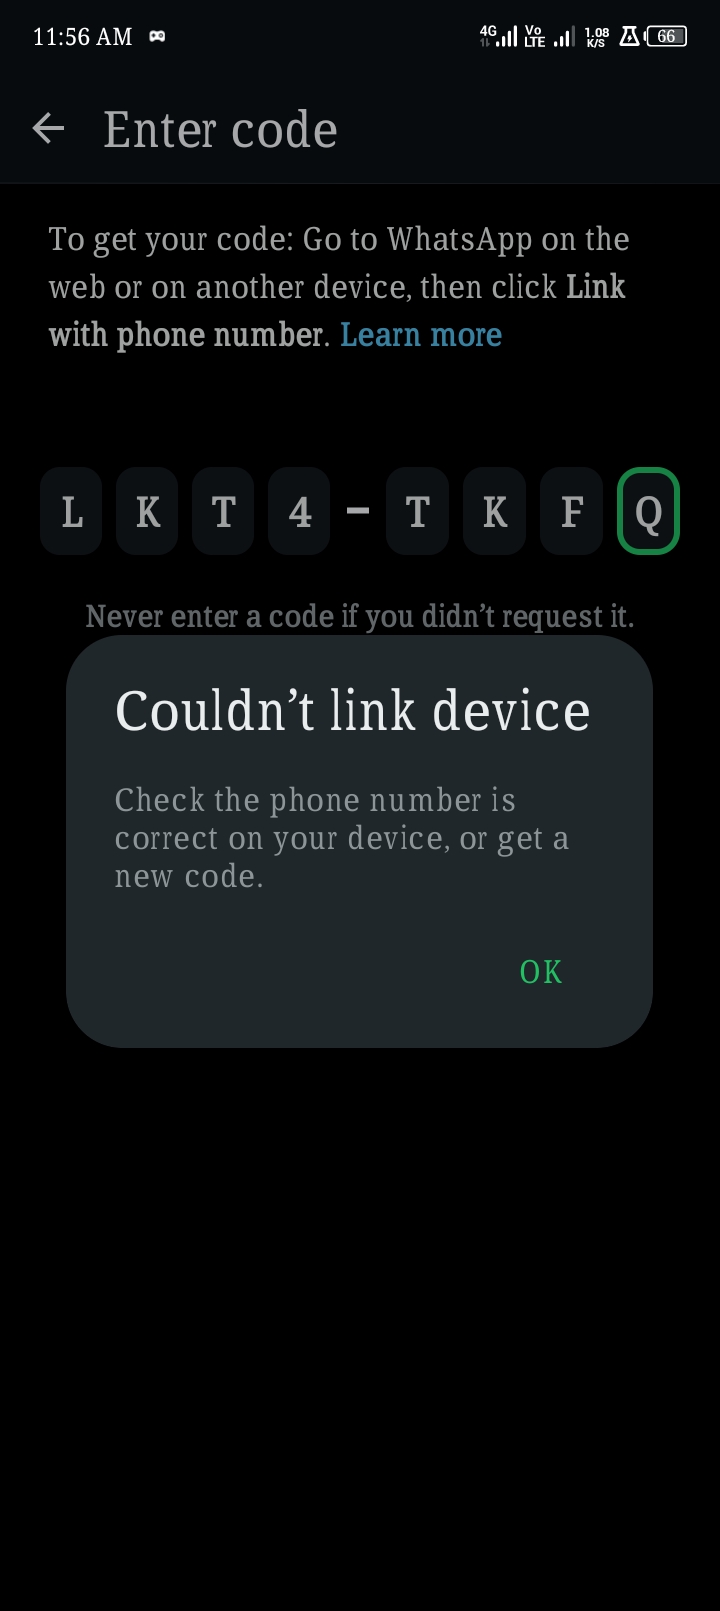 11:56 AM 4G Vo LTE 1.08 K/S 66
Enter code
To get your code: Go to WhatsApp on the
web or on another device, then click Link
with phone number. Learn more
L K T 4 - T K F Q
Never enter a code if you didn't request it.
Couldn't link device
Check the phone number is
correct on your device, or get a
new code.
OK